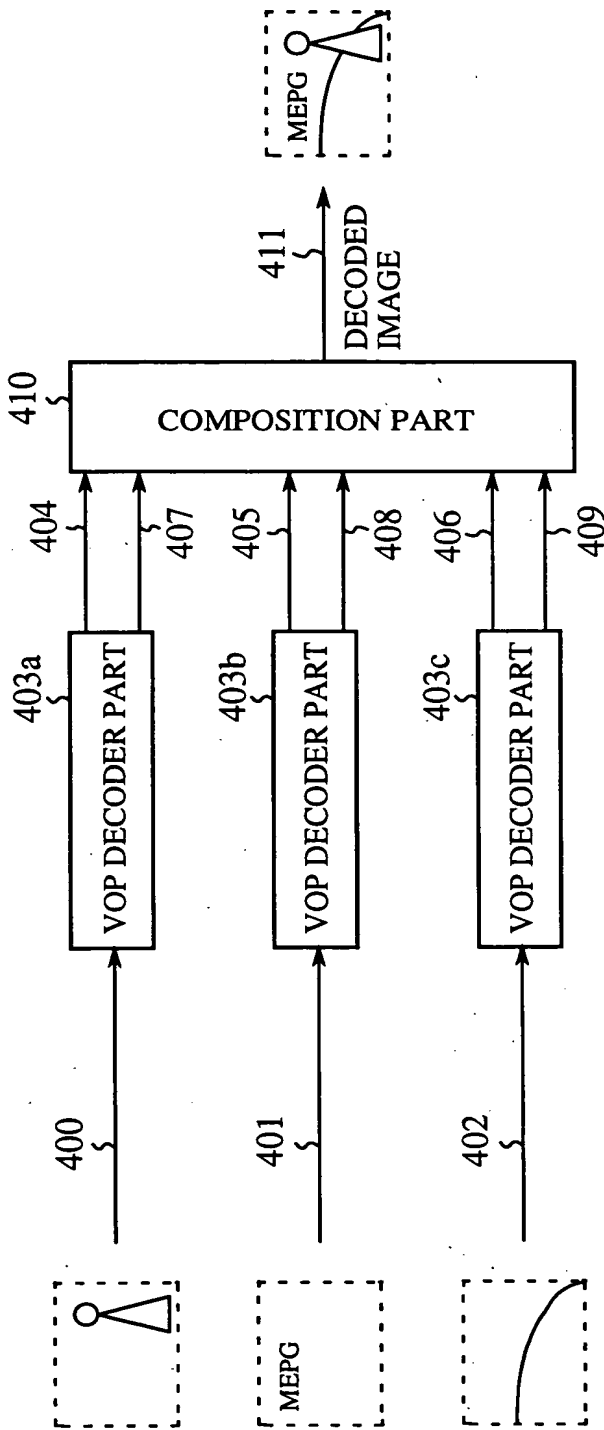 MEPG
400
403a
VOP DECODER PART
404
407
MEPG
401
403b
VOP DECODER PART
405
408
402
403c
VOP DECODER PART
406
409
410
COMPOSITION PART
411
DECODED
IMAGE
MEPG